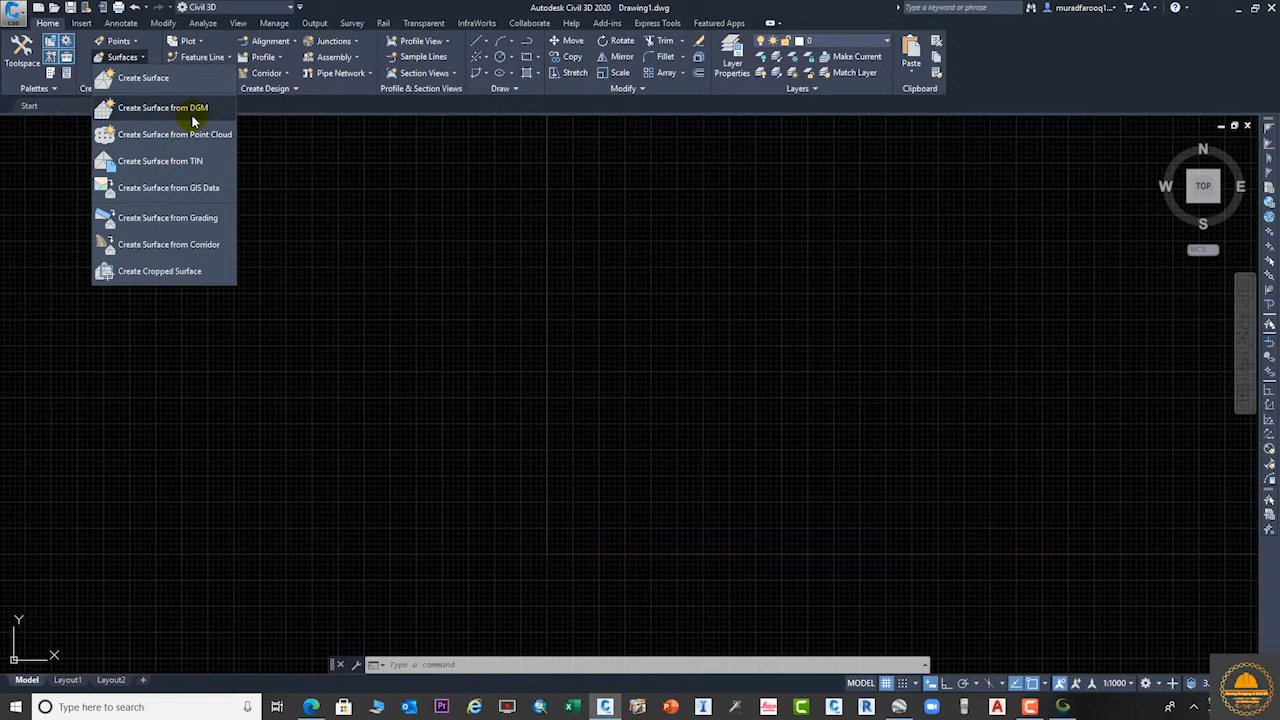 Civil 3D
Autodesk Civil 3D 2020 Drawing1.dwg
Type a keyword or phrase
muradfarooq1...
C3D
Home Insert Annotate Modify Analyze View Manage Output Survey Rail Transparent InfraWorks Collaborate Help Add-ins Express Tools Featured Apps
Toolspace
Points
Surfaces
Plot
Feature Line
Alignment
Profile
Corridor
Junctions
Assembly
Pipe Network
Profile View
Sample Lines
Section Views
Move Rotate Trim
Copy Mirror Fillet
Stretch Scale Array
Layer Properties
0
Make Current
Match Layer
Paste
Palettes
Create Design
Profile & Section Views
Modify
Layers
Clipboard
Start
Create Surface
Create Surface from DGM
Create Surface from Point Cloud
Create Surface from TIN
Create Surface from GIS Data
Create Surface from Grading
Create Surface from Corridor
Create Cropped Surface
N
W TOP E
S
WCS
Y
X
Type a command
Model Layout1 Layout2 +
MODEL
1:1000
3.
Type here to search